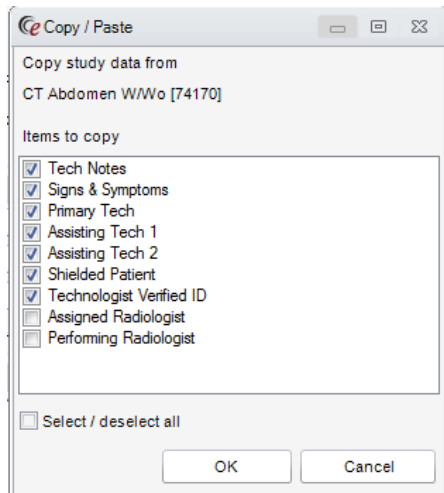 Copy / Paste
Copy study data from
CT Abdomen W/Wo [74170]
Items to copy
Tech Notes
Signs & Symptoms
Primary Tech
Assisting Tech 1
Assisting Tech 2
Shielded Patient
Technologist Verified ID
Assigned Radiologist
Performing Radiologist
Select / deselect all
OK Cancel